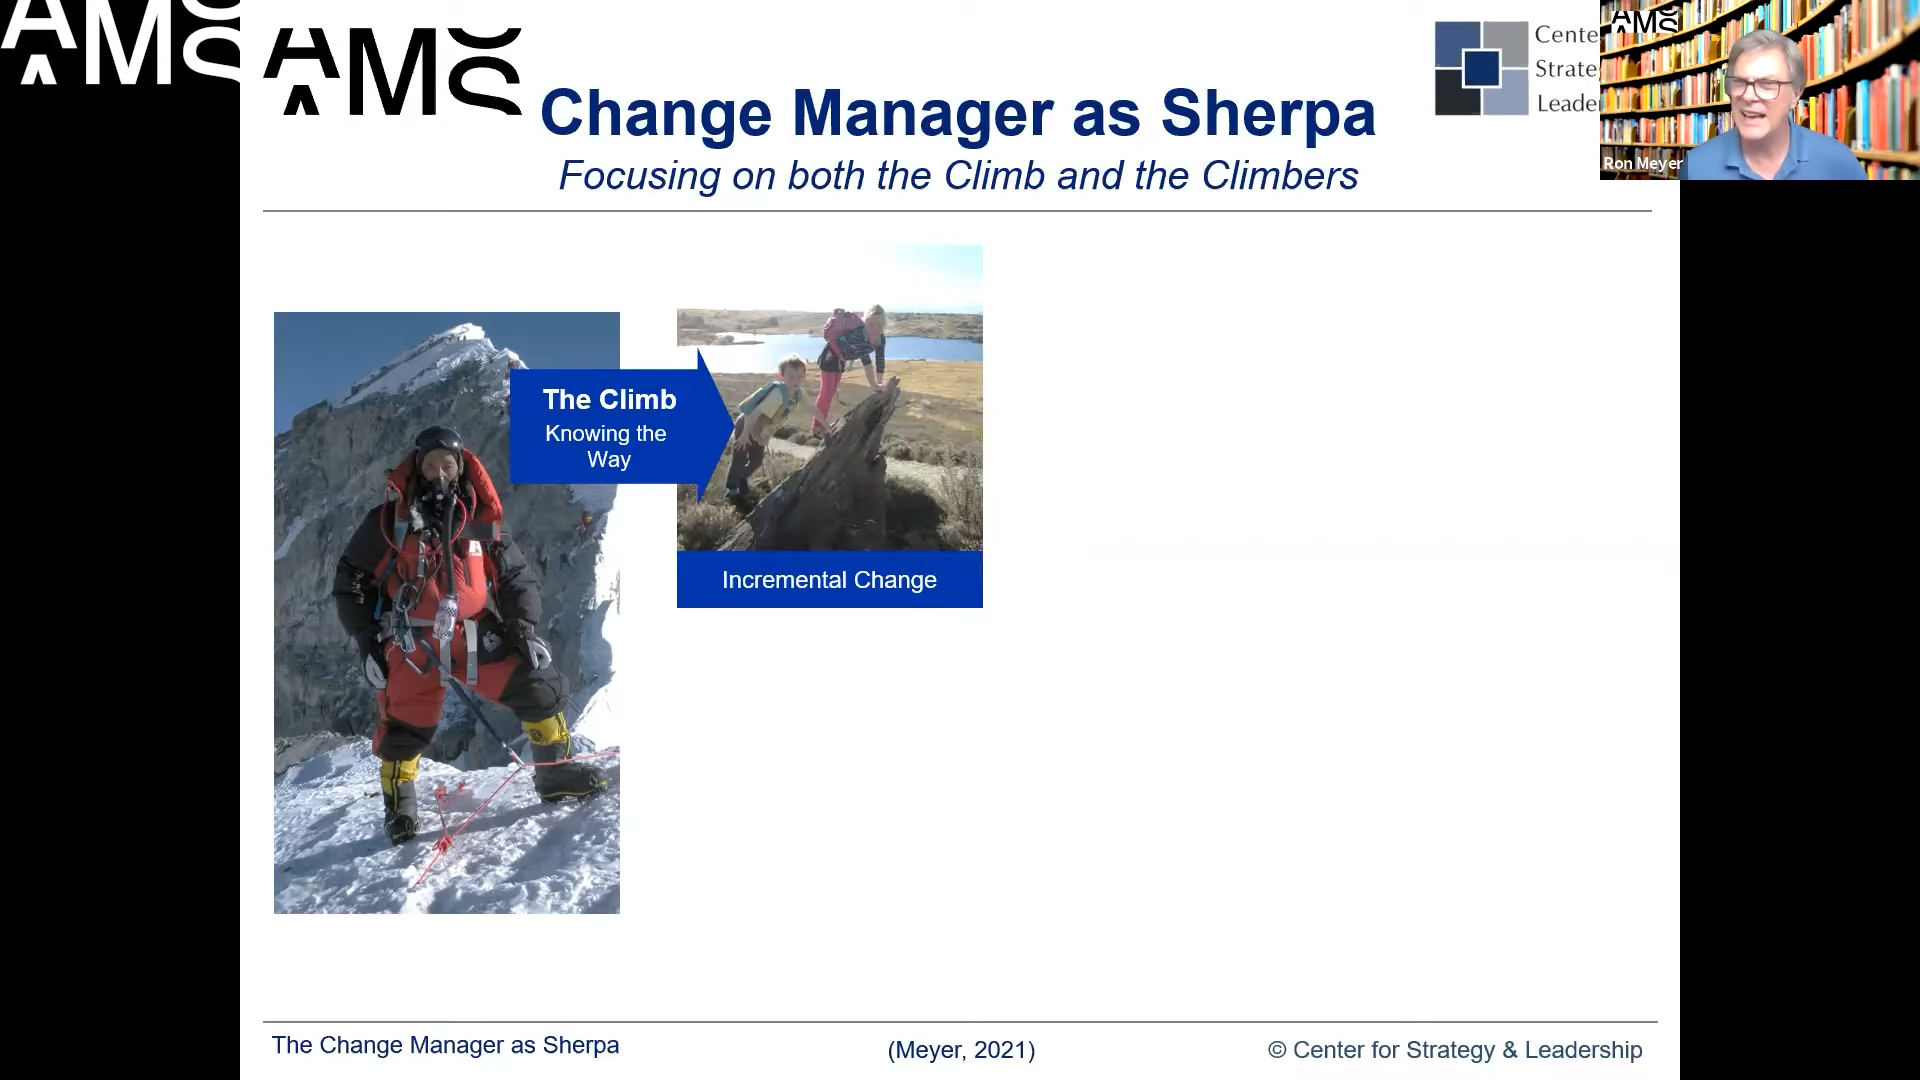 AMS
AMS
Change Manager as Sherpa
Focusing on both the Climb and the Climbers
Cente
Strate
Leader
AMS
Ron Meyer
The Climb
Knowing the
Way
Incremental Change
The Change Manager as Sherpa
(Meyer, 2021)
© Center for Strategy & Leadership